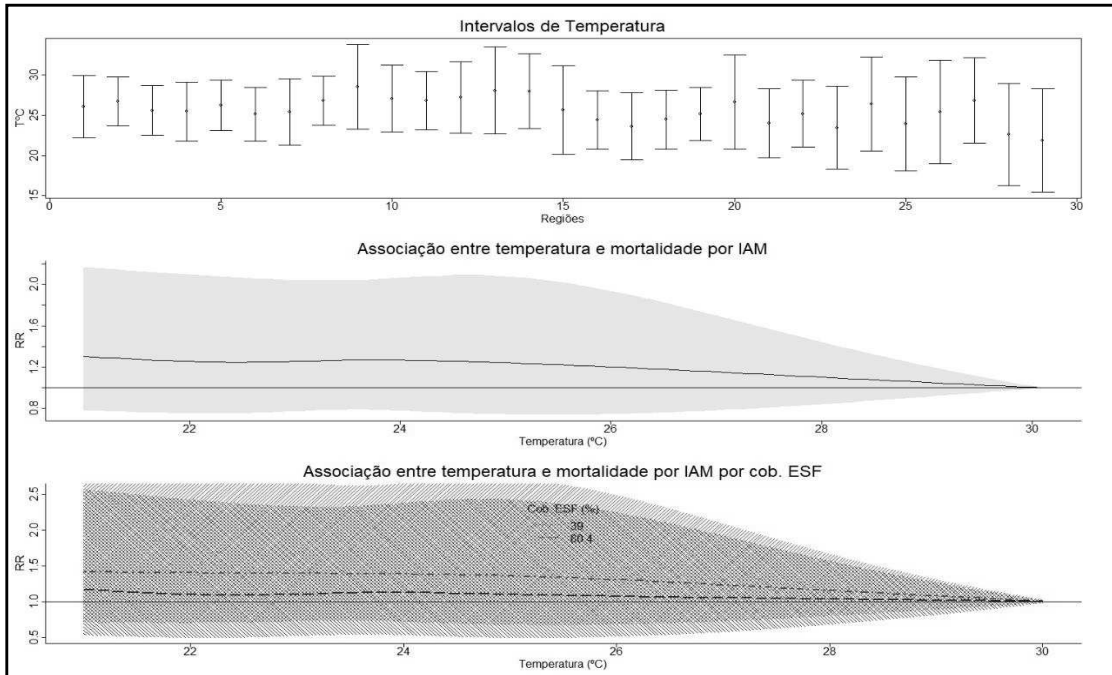 Intervalos de Temperatura
TºC
30
25
20
15
0 5 10 15 20 25 30
Regiões
Associação entre temperatura e mortalidade por IAM
RR
2.0
1.6
1.2
0.8
22 24 26 28 30
Temperatura (ºC)
Associação entre temperatura e mortalidade por IAM por cob. ESF
RR
2.5
2.0
1.5
1.0
0.5
Cob. ESF (%)
39
60.4
22 24 26 28 30
Temperatura (ºC)